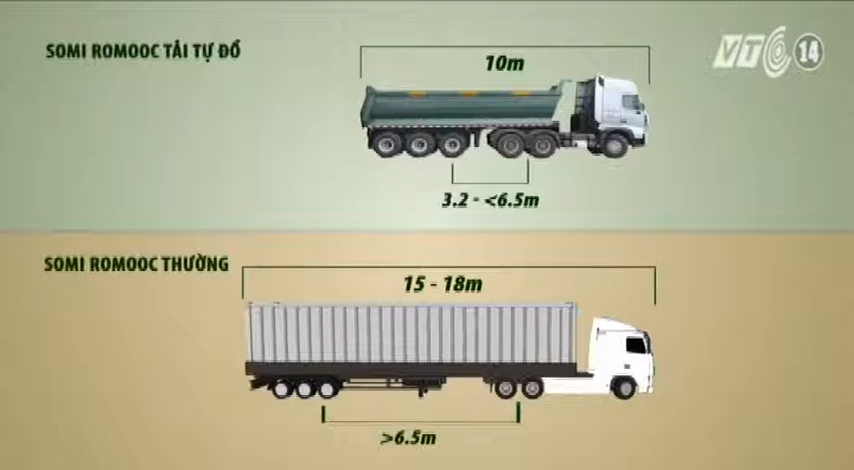 SOMI ROMOOC TẢI TỰ ĐỔ
VTC 14
10m
3.2 - <6.5m
SOMI ROMOOC THƯỜNG
15 - 18m
>6.5m